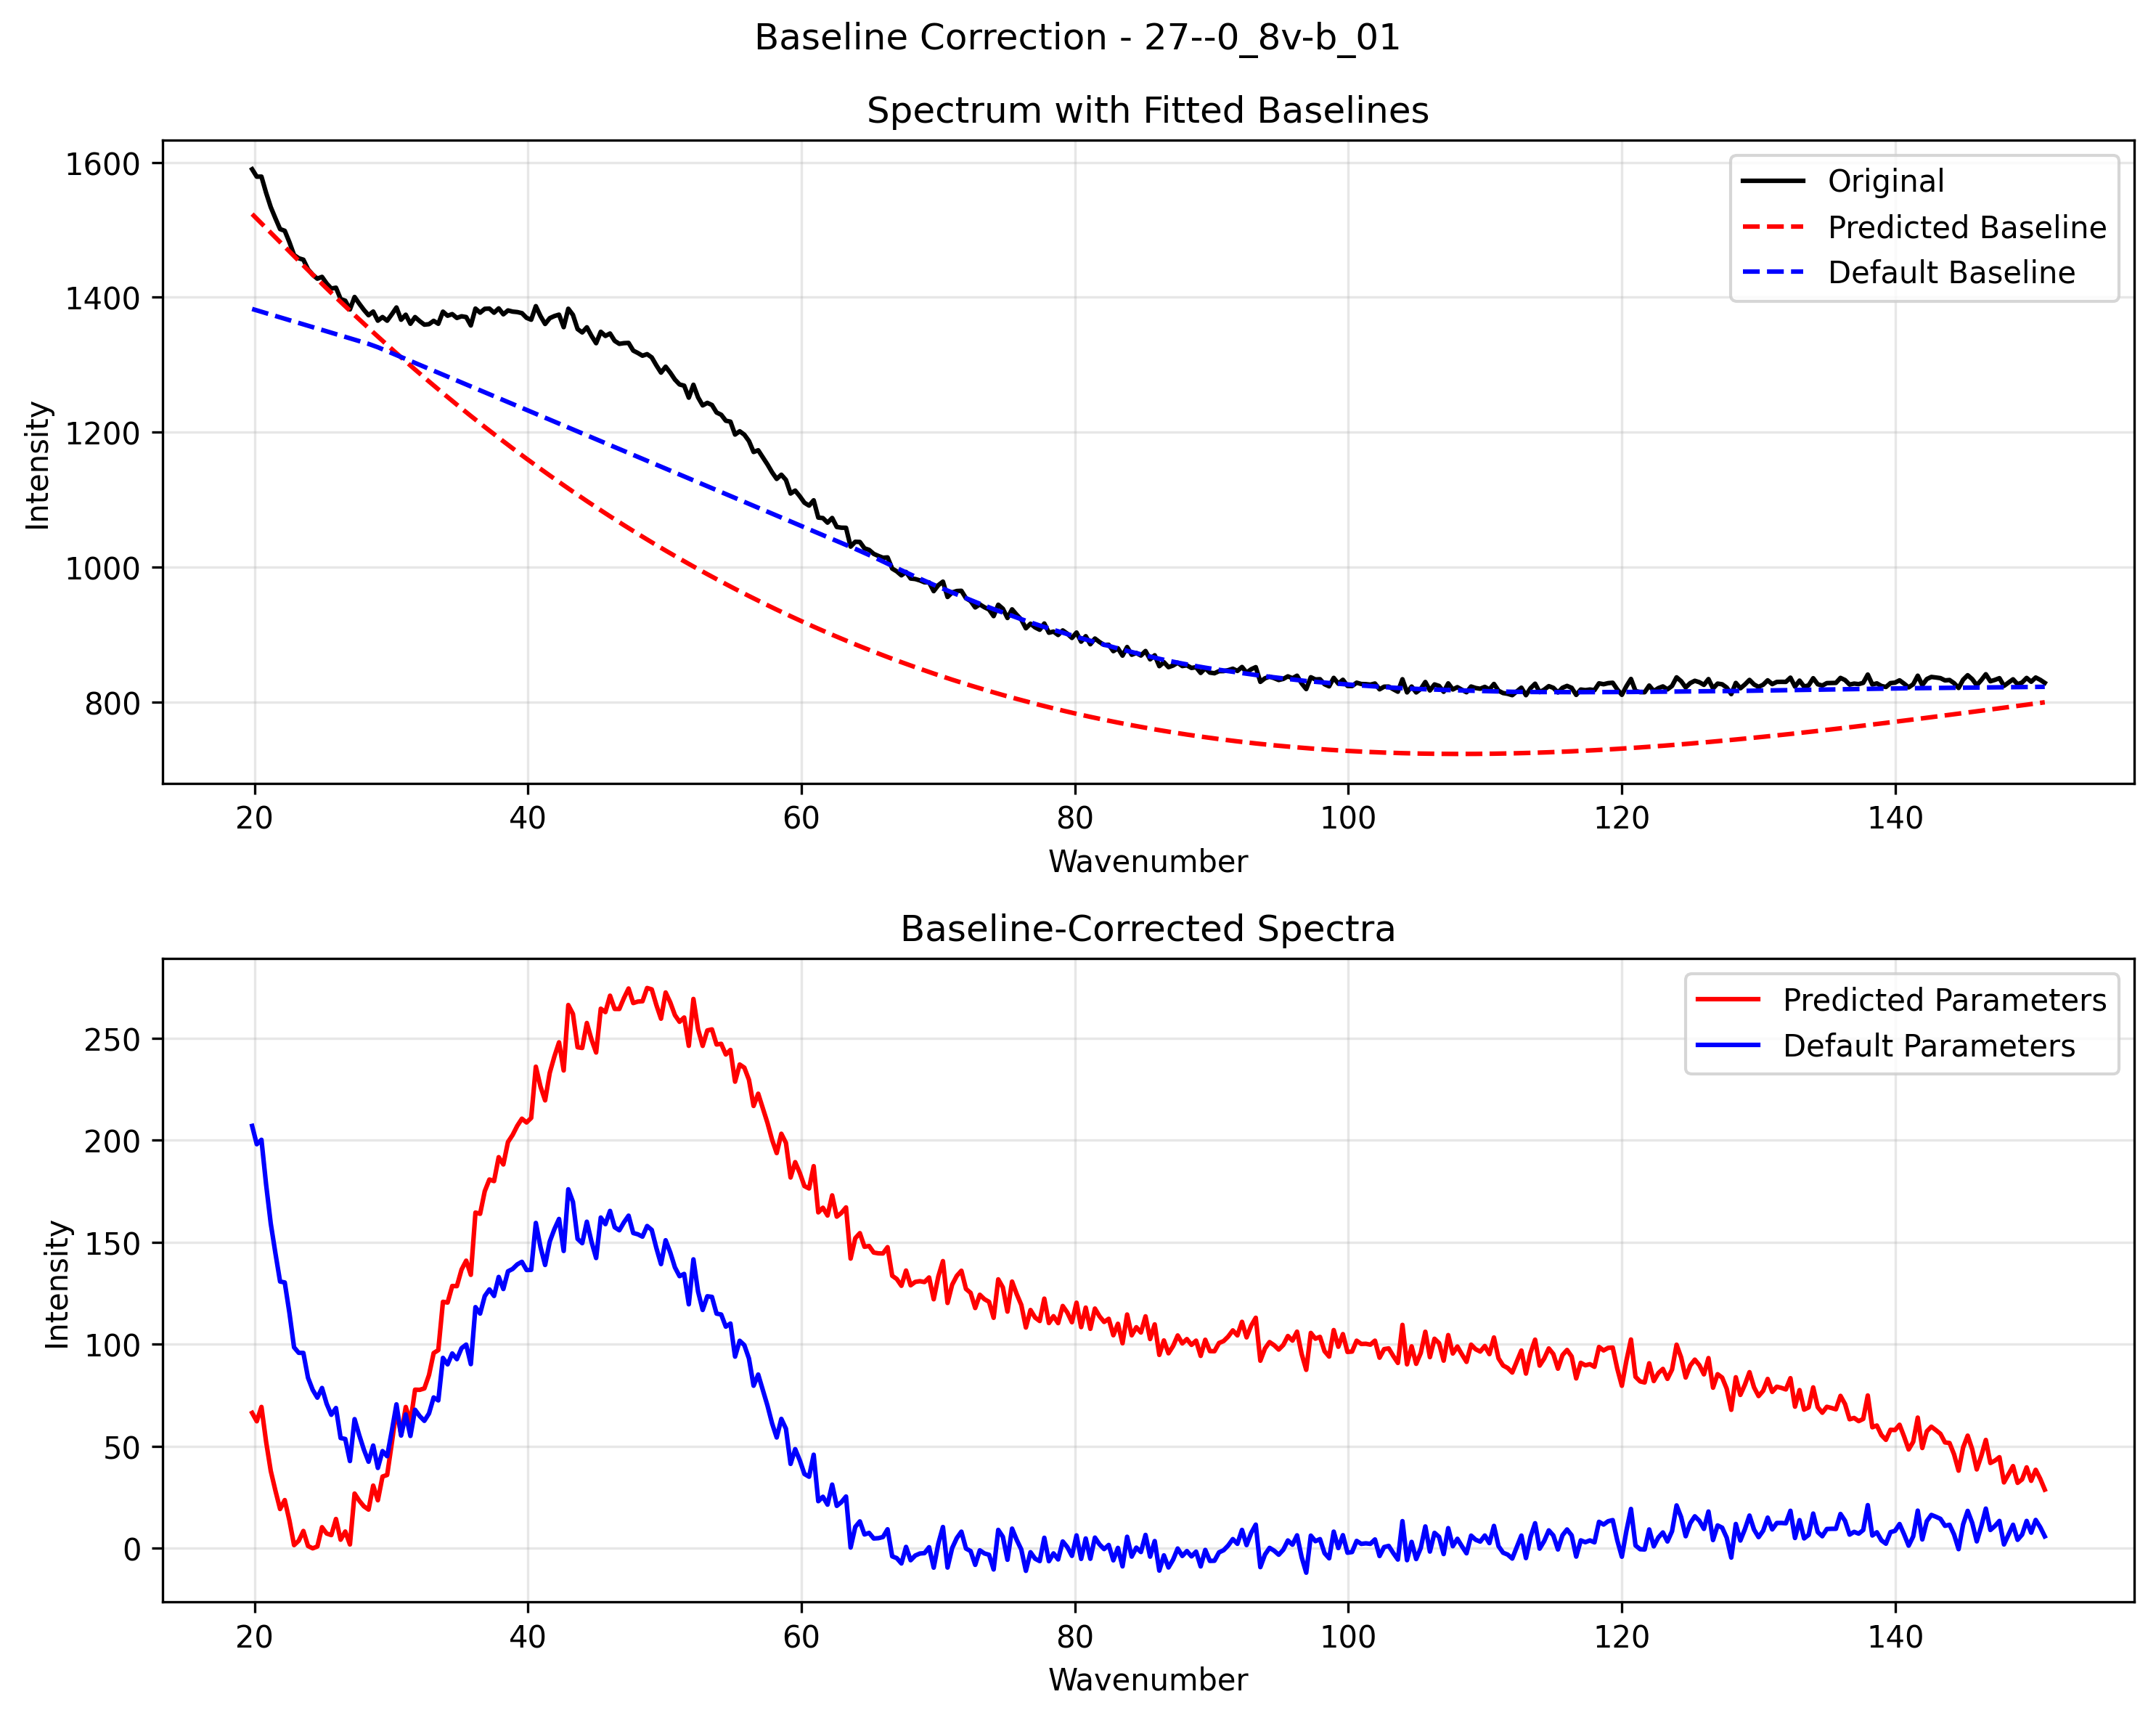 Baseline Correction - 27--0_8v-b_01
Spectrum with Fitted Baselines
Original
Predicted Baseline
Default Baseline
1600
1400
1200
1000
800
Intensity
20 40 60 80 100 120 140
Wavenumber
Baseline-Corrected Spectra
Predicted Parameters
Default Parameters
250
200
150
100
50
0
Intensity
20 40 60 80 100 120 140
Wavenumber